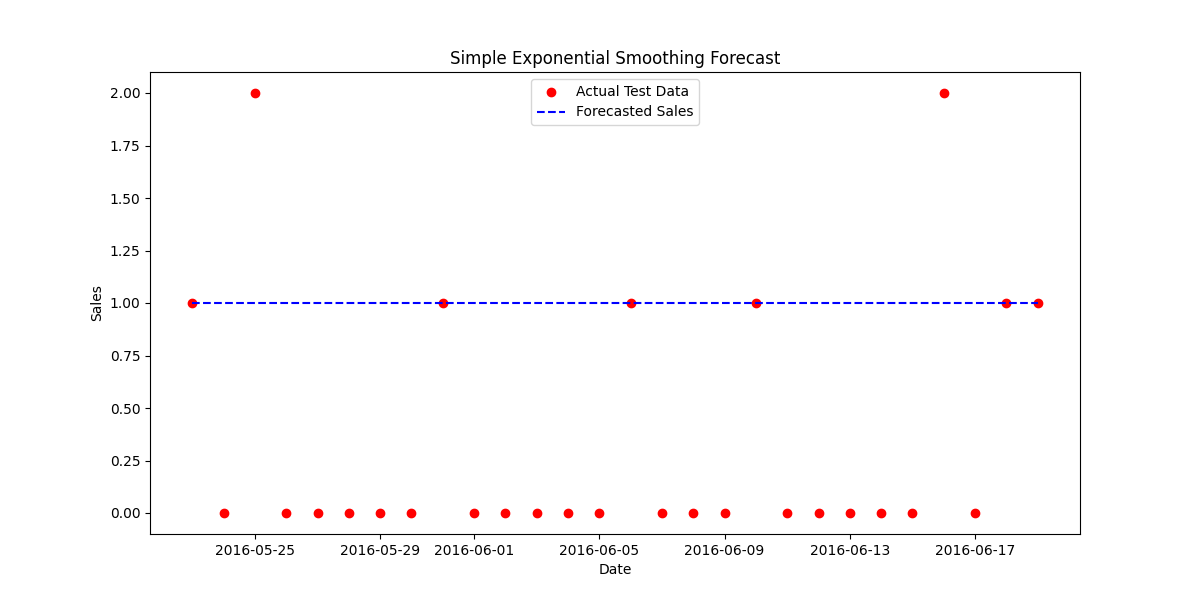 Simple Exponential Smoothing Forecast
Actual Test Data
Forecasted Sales
2.00
1.75
1.50
1.25
1.00
0.75
0.50
0.25
0.00
Sales
2016-05-25 2016-05-29 2016-06-01 2016-06-05 2016-06-09 2016-06-13 2016-06-17
Date